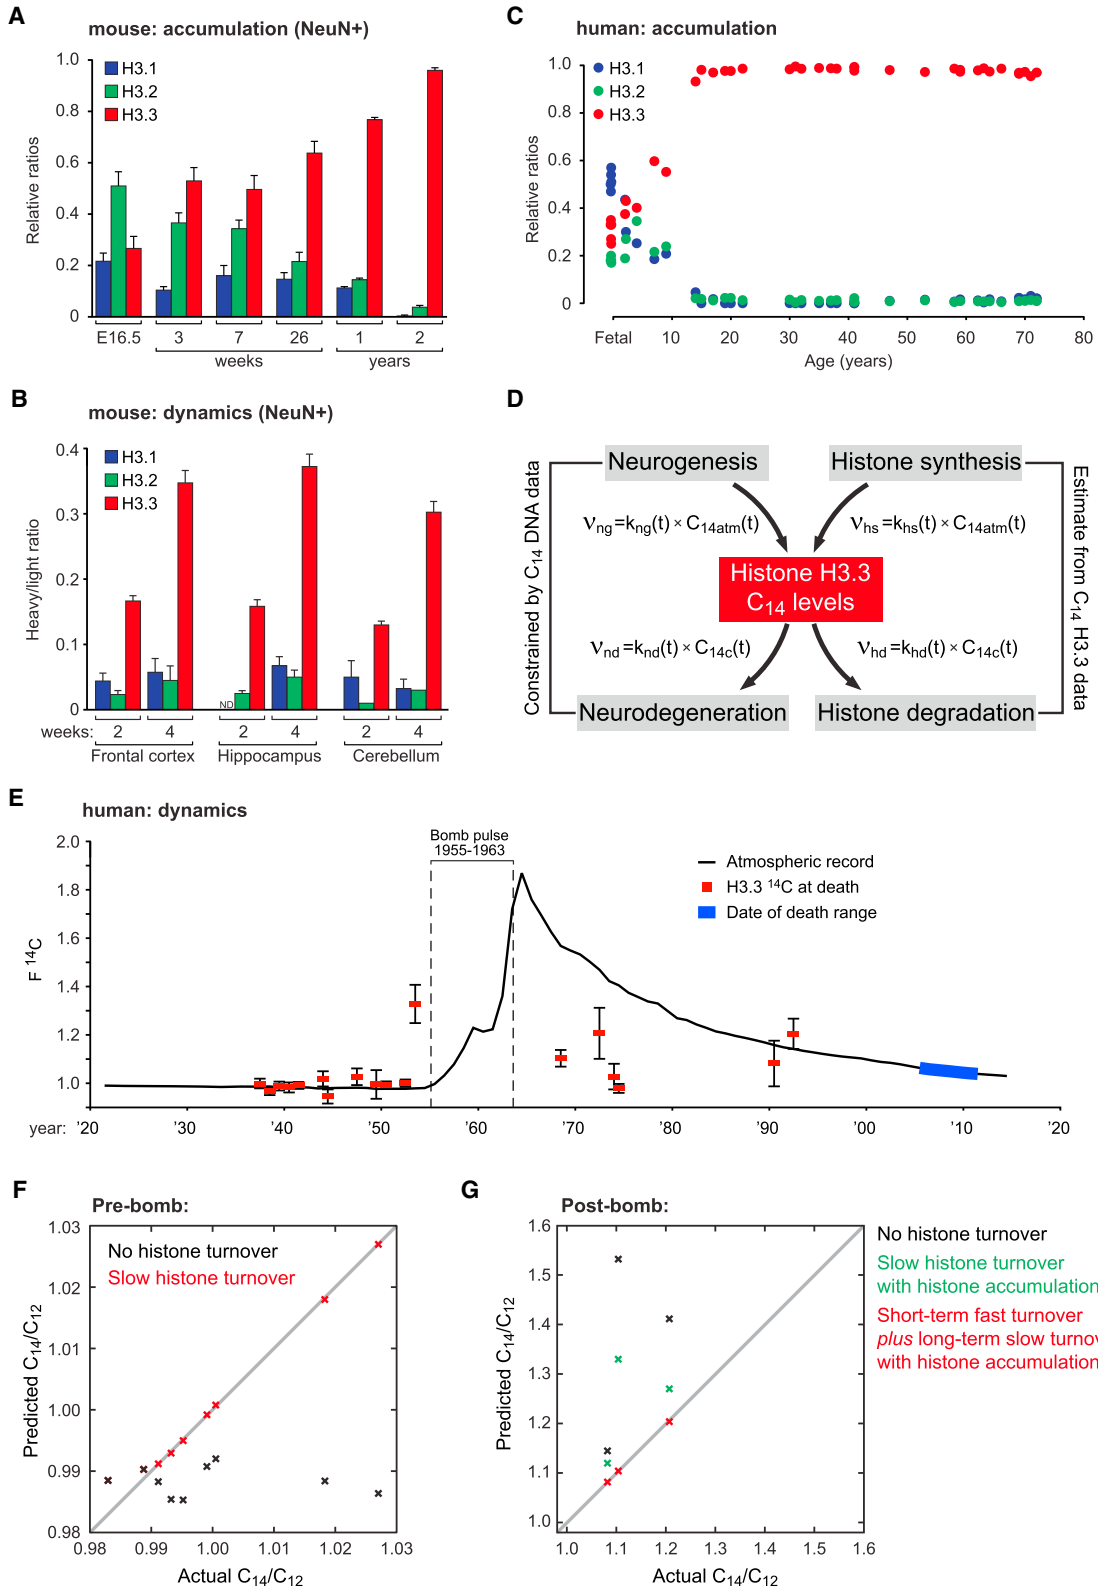 A
mouse: accumulation (NeuN+)
H3.1
H3.2
H3.3
Relative ratios
1.0
0.8
0.6
0.4
0.2
0
E16.5
3
7
26
1
2
weeks
years
C
human: accumulation
H3.1
H3.2
H3.3
Relative ratios
1.0
0.8
0.6
0.4
0.2
0
Fetal
10
20
30
40
50
60
70
80
Age (years)
B
mouse: dynamics (NeuN+)
H3.1
H3.2
H3.3
Heavy/light ratio
0.4
0.3
0.2
0.1
0
ND
weeks:
2
4
2
4
2
4
Frontal cortex
Hippocampus
Cerebellum
D
Constrained by C14 DNA data
Neurogenesis
Histone synthesis
νng=kng(t) × C14atm(t)
νhs=khs(t) × C14atm(t)
Histone H3.3
C14 levels
νnd=knd(t) × C14c(t)
νhd=khd(t) × C14c(t)
Neurodegeneration
Histone degradation
Estimate from C14 H3.3 data
E
human: dynamics
Bomb pulse
1955-1963
Atmospheric record
H3.3 ¹⁴C at death
Date of death range
F ¹⁴C
2.0
1.8
1.6
1.4
1.2
1.0
year:
'20
'30
'40
'50
'60
'70
'80
'90
'00
'10
'20
F
Pre-bomb:
No histone turnover
Slow histone turnover
Predicted C14/C12
1.03
1.02
1.01
1.00
0.99
0.98
0.98
0.99
1.00
1.01
1.02
1.03
Actual C14/C12
G
Post-bomb:
Predicted C14/C12
1.6
1.5
1.4
1.3
1.2
1.1
1.0
1.0
1.1
1.2
1.3
1.4
1.5
1.6
Actual C14/C12
No histone turnover
Slow histone turnover
with histone accumulation
Short-term fast turnover
plus long-term slow turnov
with histone accumulation